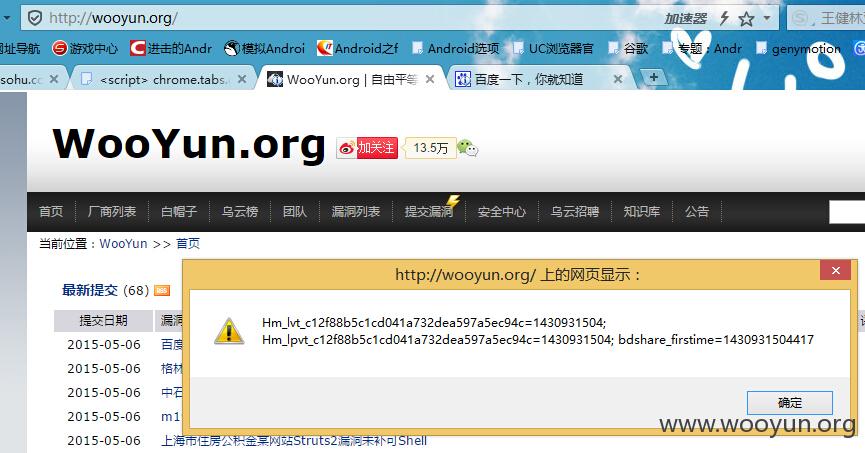 http://wooyun.org/ 加速器 王健林
网址导航 游戏中心 进击的Andr 模拟Androi Android之f Android选项 UC浏览器官 谷歌 专题：Andr genymotion
sohu.cc <script> chrome.tabs. WooYun.org | 自由平等 百度一下，你就知道
WooYun.org 加关注 13.5万
首页 厂商列表 白帽子 乌云榜 团队 漏洞列表 提交漏洞 安全中心 乌云招聘 知识库 公告
当前位置：WooYun >> 首页
http://wooyun.org/ 上的网页显示：
最新提交 (68)
提交日期 漏洞
Hm_lvt_c12f88b5c1cd041a732dea597a5ec94c=1430931504;
Hm_lpvt_c12f88b5c1cd041a732dea597a5ec94c=1430931504; bdshare_firstime=1430931504417
2015-05-06 百度
2015-05-06 格林
2015-05-06 中石
确定
2015-05-06 m1
www.wooyun.org
2015-05-06 上海市住房公积金某网站Struts2漏洞未补可Shell